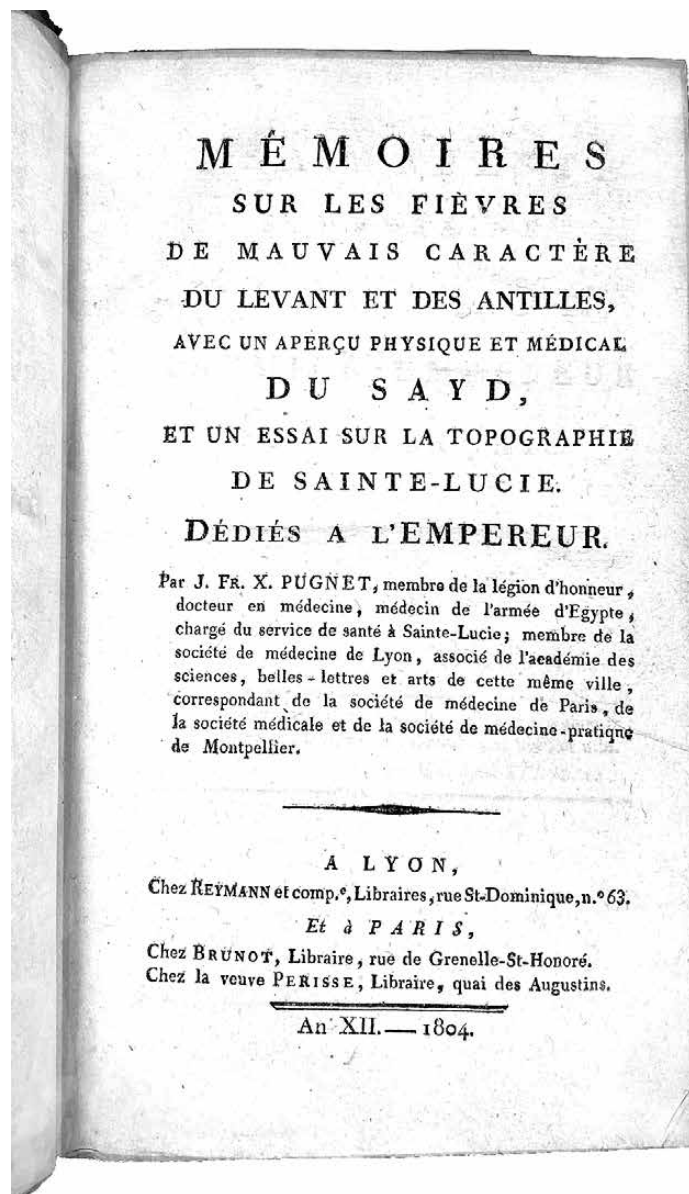 MÉMOIRES
SUR LES FIÈVRES
DE MAUVAIS CARACTÈRE
DU LEVANT ET DES ANTILLES,
AVEC UN APERÇU PHYSIQUE ET MÉDICAL
DU SAYD,
ET UN ESSAI SUR LA TOPOGRAPHIE
DE SAINTE-LUCIE.
DÉDIÉS A L'EMPEREUR.
Par J. FR. X. PUGNET, membre de la légion d'honneur,
docteur en médecine, médecin de l'armée d'Egypte,
chargé du service de santé à Sainte-Lucie; membre de la
société de médecine de Lyon, associé de l'académie des
sciences, belles-lettres et arts de cette même ville,
correspondant de la société de médecine de Paris, de
la société médicale et de la société de médecine-pratique
de Montpellier.
A LYON,
Chez REYMANN et comp.e, Libraires, rue St-Dominique, n.o 63.
Et à PARIS,
Chez BRUNOT, Libraire, rue de Grenelle-St-Honoré.
Chez la veuve PERISSE, Libraire, quai des Augustins.
An XII. — 1804.